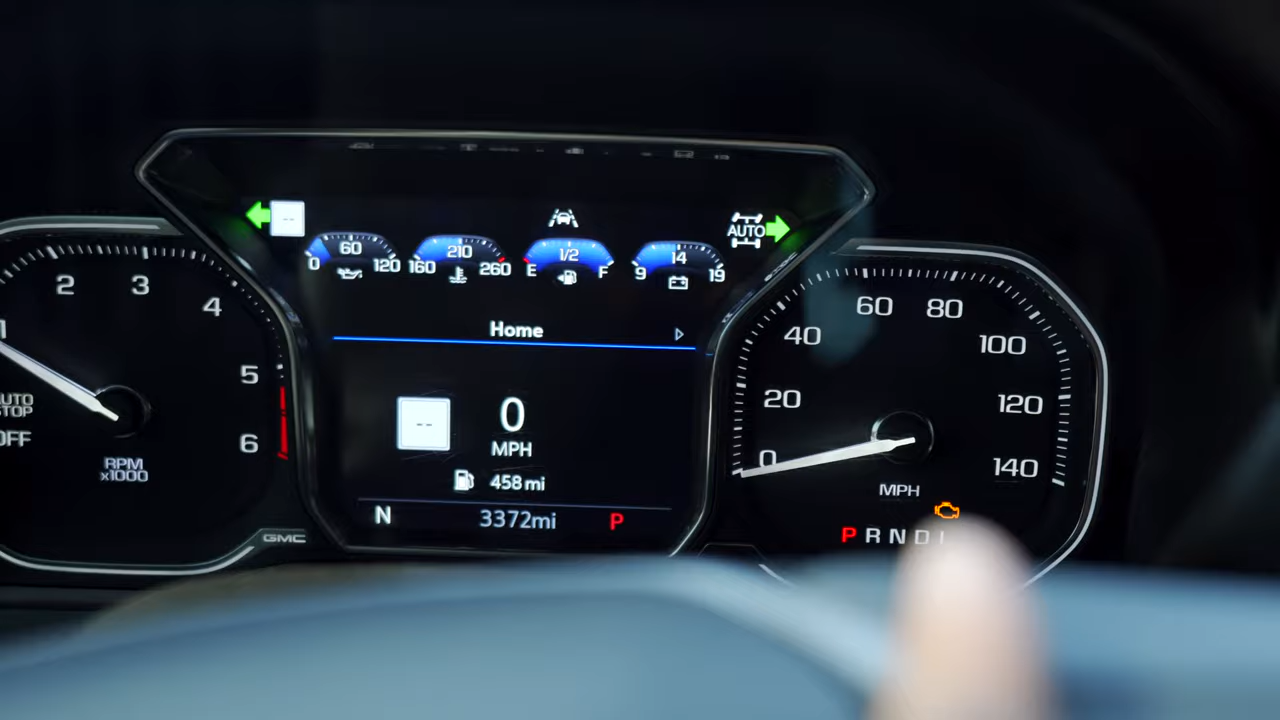 --
AUTO
60
0 120
210
160 260
1/2
E F
14
9 19
Home
1 2 3 4 5 6
AUTO
STOP
OFF
RPM
x1000
GMC
--
0
MPH
458 mi
N 3372mi P
0 20 40 60 80 100 120 140
MPH
P R N D L